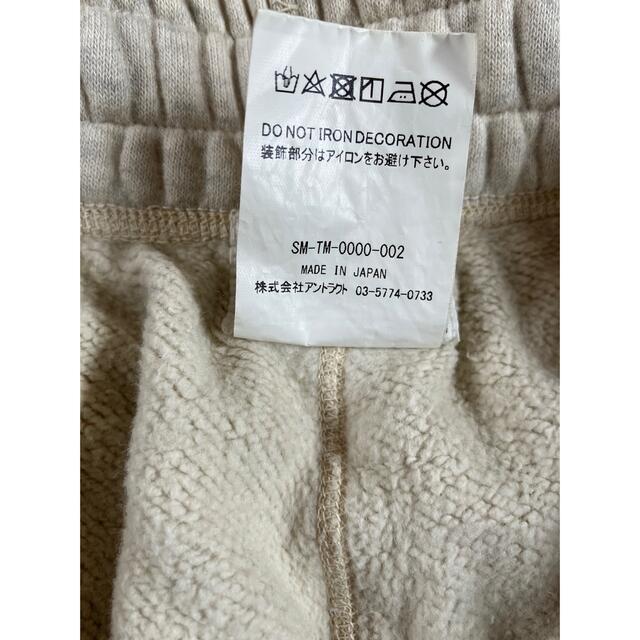 DO NOT IRON DECORATION
装飾部分はアイロンをお避け下さい。
SM-TM-0000-002
MADE IN JAPAN
株式会社アントラクト 03-5774-0733